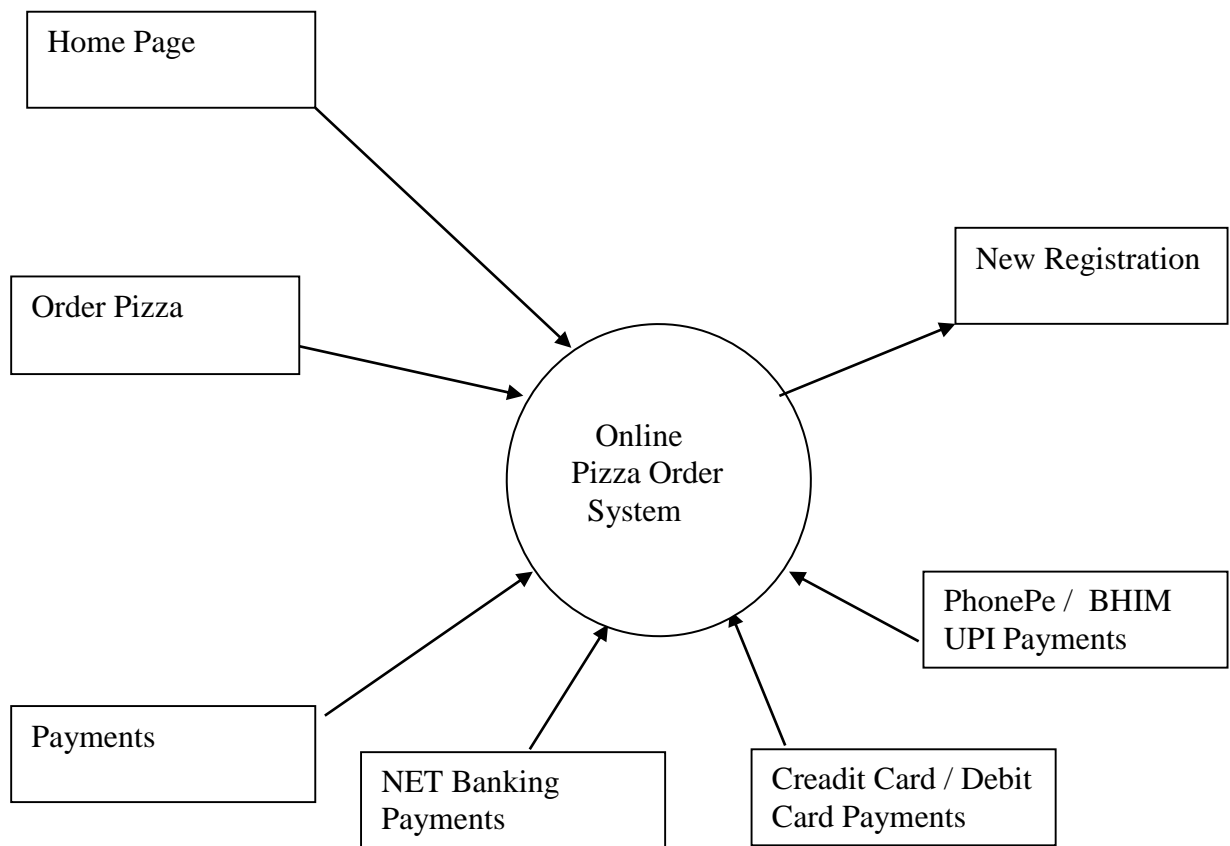 Home Page
New Registration
Order Pizza
Online
Pizza Order
System
PhonePe / BHIM
UPI Payments
Payments
NET Banking
Payments
Creadit Card / Debit
Card Payments